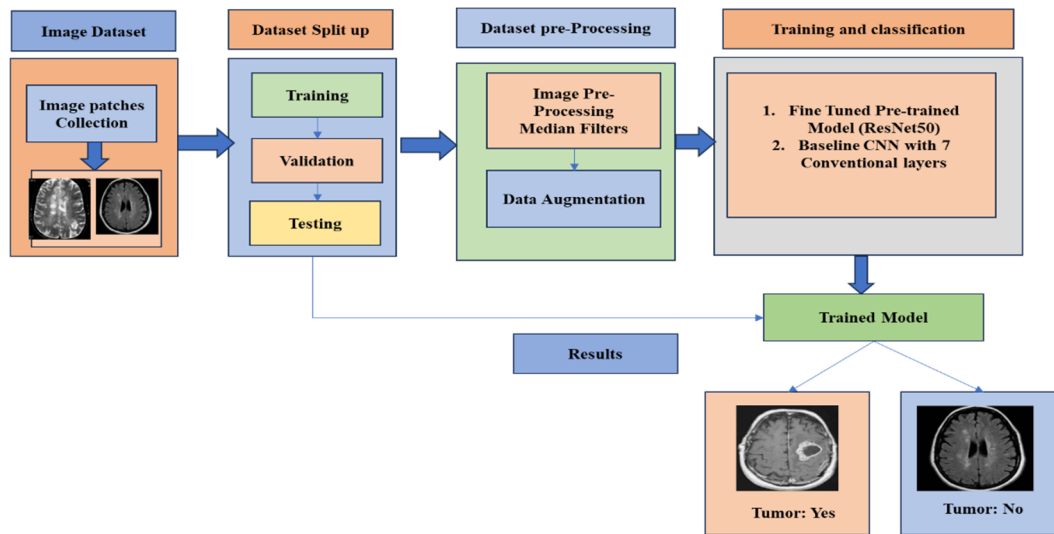 Image Dataset
Image patches
Collection
Dataset Split up
Training
Validation
Testing
Dataset pre-Processing
Image Pre-
Processing
Median Filters
Data Augmentation
Training and classification
1. Fine Tuned Pre-trained
Model (ResNet50)
2. Baseline CNN with 7
Conventional layers
Trained Model
Results
Tumor: Yes
Tumor: No